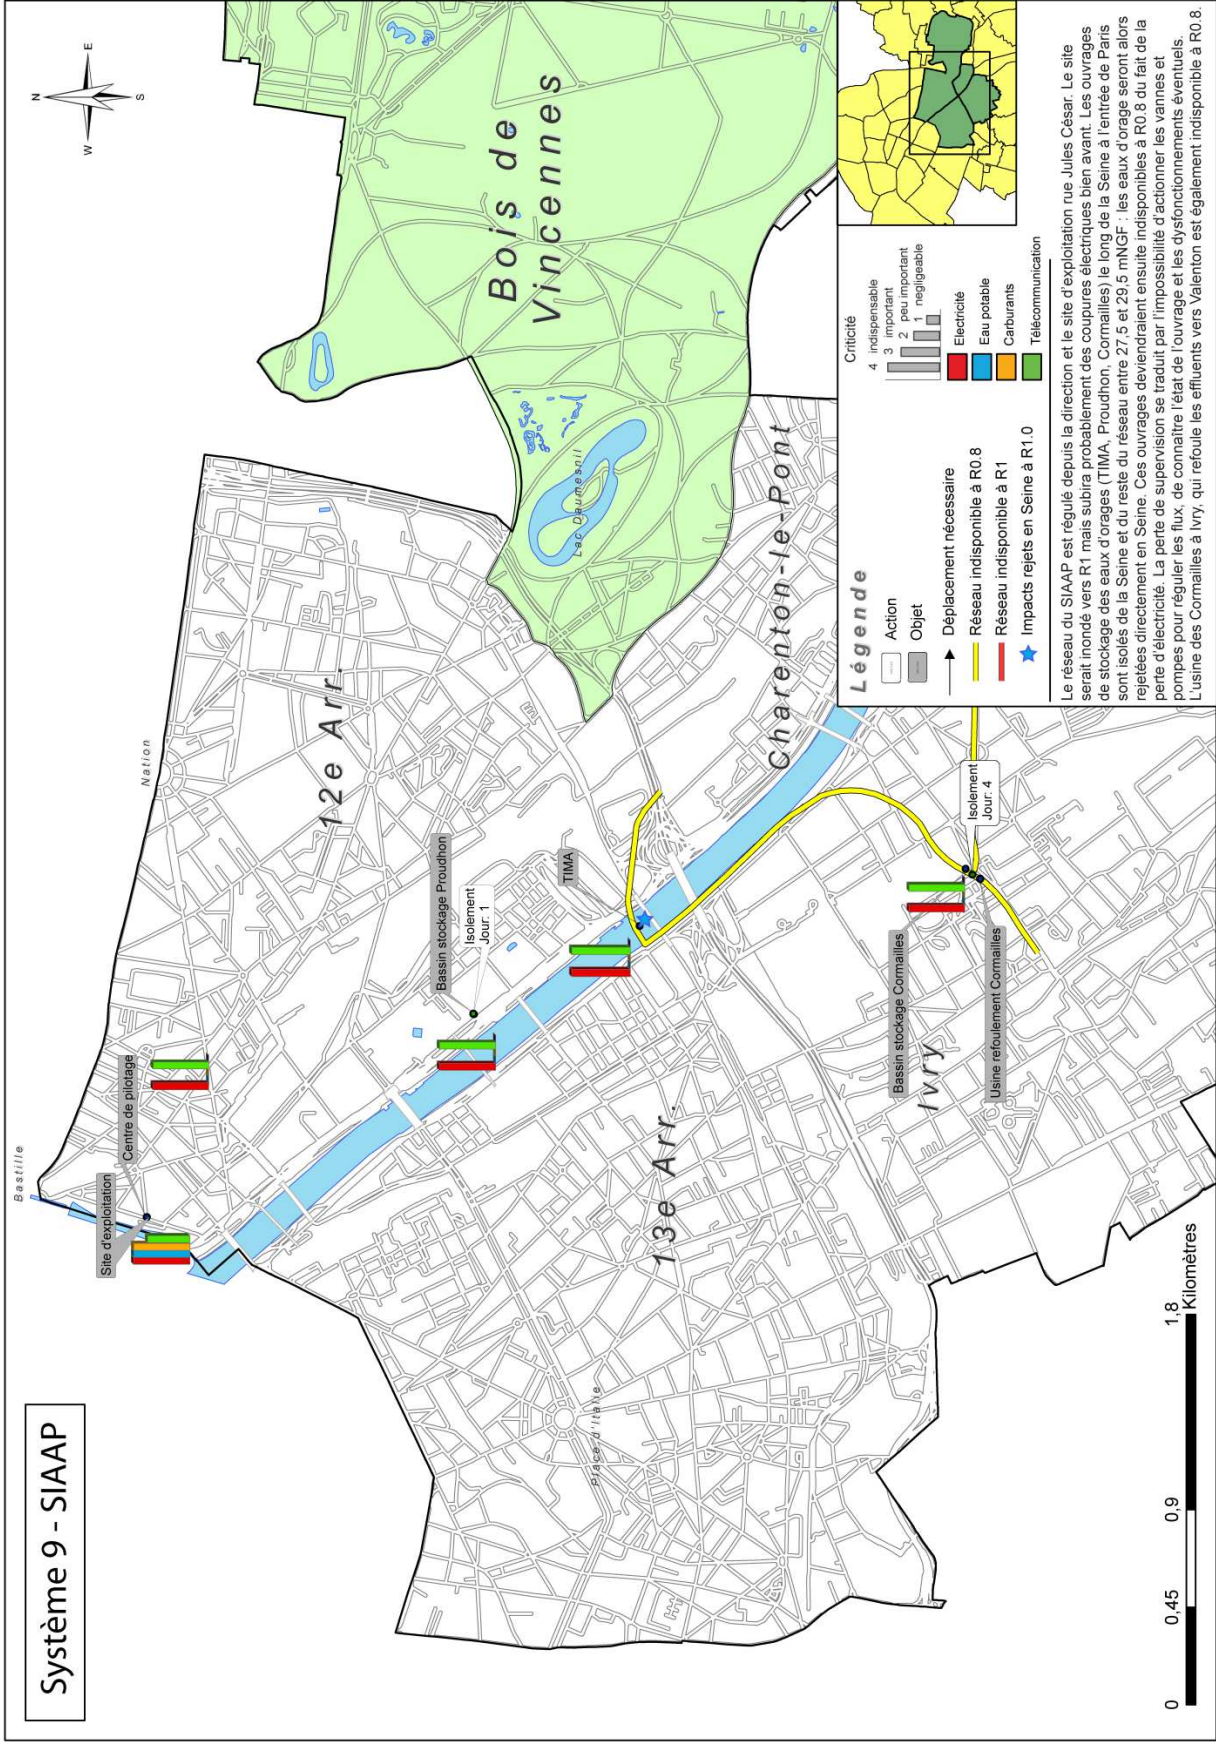 Système 9 - SIAAP
N
W
E
S
Bastille
Nation
Site d'exploitation
Centre de pilotage
12e Arr.
Bois de
Vincennes
Bassin stockage Proudhon
Isolement
Jour: 1
Lac Daumesnil
TIMA
Place d'Italie
13e Arr.
Charenton-le-Pont
Bassin stockage Cormailles
Isolement
Jour: 4
Ivry
Usine refoulement Cormailles
0
0,45
0,9
1,8
Kilomètres
Légende
Action
Objet
Déplacement nécessaire
Réseau indisponible à R0.8
Réseau indisponible à R1
Impacts rejets en Seine à R1.0
Criticité
4 indispensable
3 important
2 peu important
1 negligeable
Electricité
Eau potable
Carburants
Télécommunication
Le réseau du SIAAP est régulé depuis la direction et le site d'exploitation rue Jules César. Le site
serait inondé vers R1 mais subira probablement des coupures électriques bien avant. Les ouvrages
de stockage des eaux d'orages (TIMA, Proudhon, Cormailles) le long de la Seine à l'entrée de Paris
sont isolés de la Seine et du reste du réseau entre 27,5 et 29,5 mNGF : les eaux d'orage seront alors
rejetées directement en Seine. Ces ouvrages deviendraient ensuite indisponibles à R0.8 du fait de la
perte d'électricité. La perte de supervision se traduit par l'impossibilité d'actionner les vannes et
pompes pour réguler les flux, de connaître l'état de l'ouvrage et les dysfonctionnements éventuels.
L'usine des Cormailles à Ivry, qui refoule les effluents vers Valenton est également indisponible à R0.8.